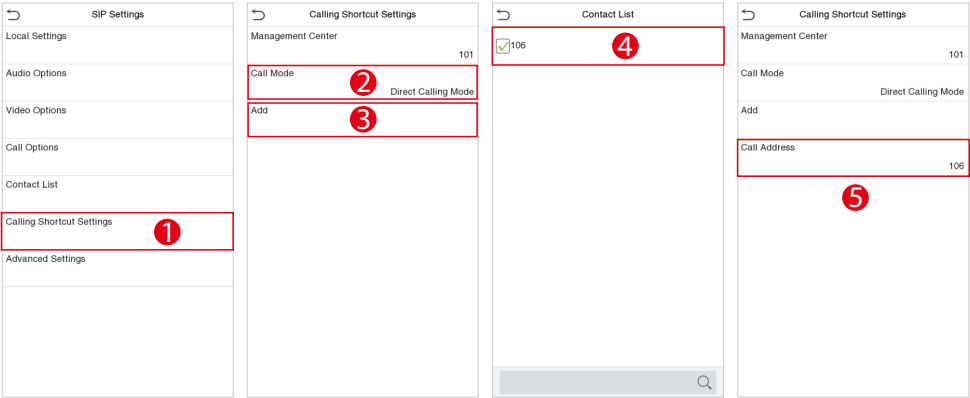 SIP Settings
Local Settings
Audio Options
Video Options
Call Options
Contact List
Calling Shortcut Settings
1
Advanced Settings
Calling Shortcut Settings
Management Center
101
Call Mode
2
Direct Calling Mode
Add
3
Contact List
106
4
Calling Shortcut Settings
Management Center
101
Call Mode
Direct Calling Mode
Add
Call Address
106
5